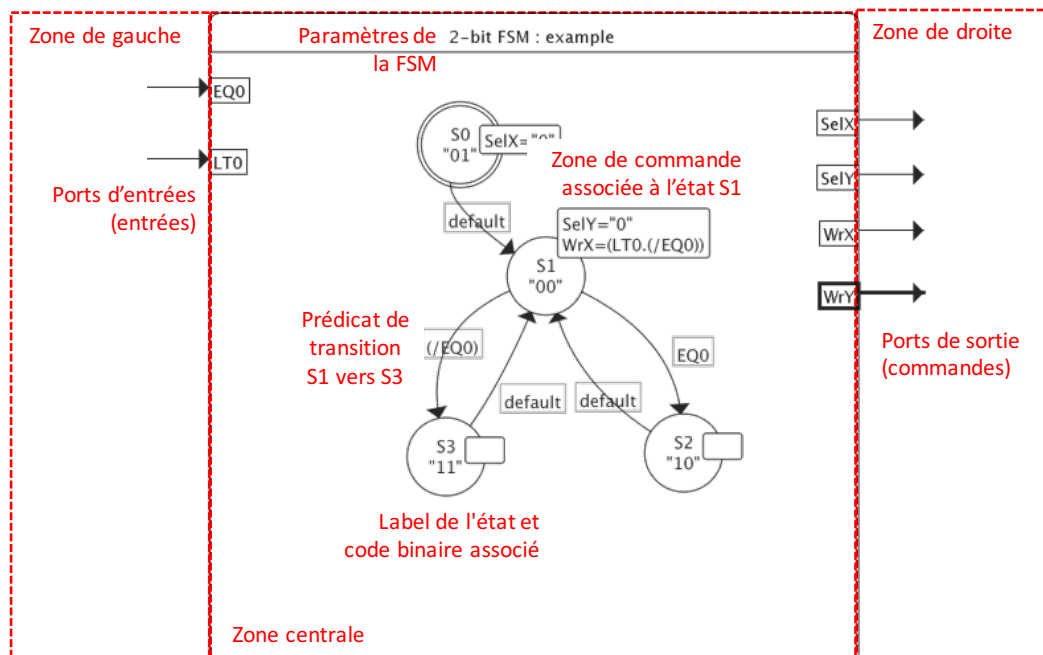 Zone de gauche
Paramètres de
la FSM
2-bit FSM : example
Zone de droite
EQ0
LT0
Ports d'entrées
(entrées)
S0
"01"
SelX="0"
Zone de commande
associée à l'état S1
default
SelY="0"
WrX=(LT0.(/EQ0))
S1
"00"
SelX
SelY
WrX
WrY
Ports de sortie
(commandes)
Prédicat de
transition
S1 vers S3
(/EQ0)
EQ0
default
default
S3
"11"
S2
"10"
Label de l'état et
code binaire associé
Zone centrale